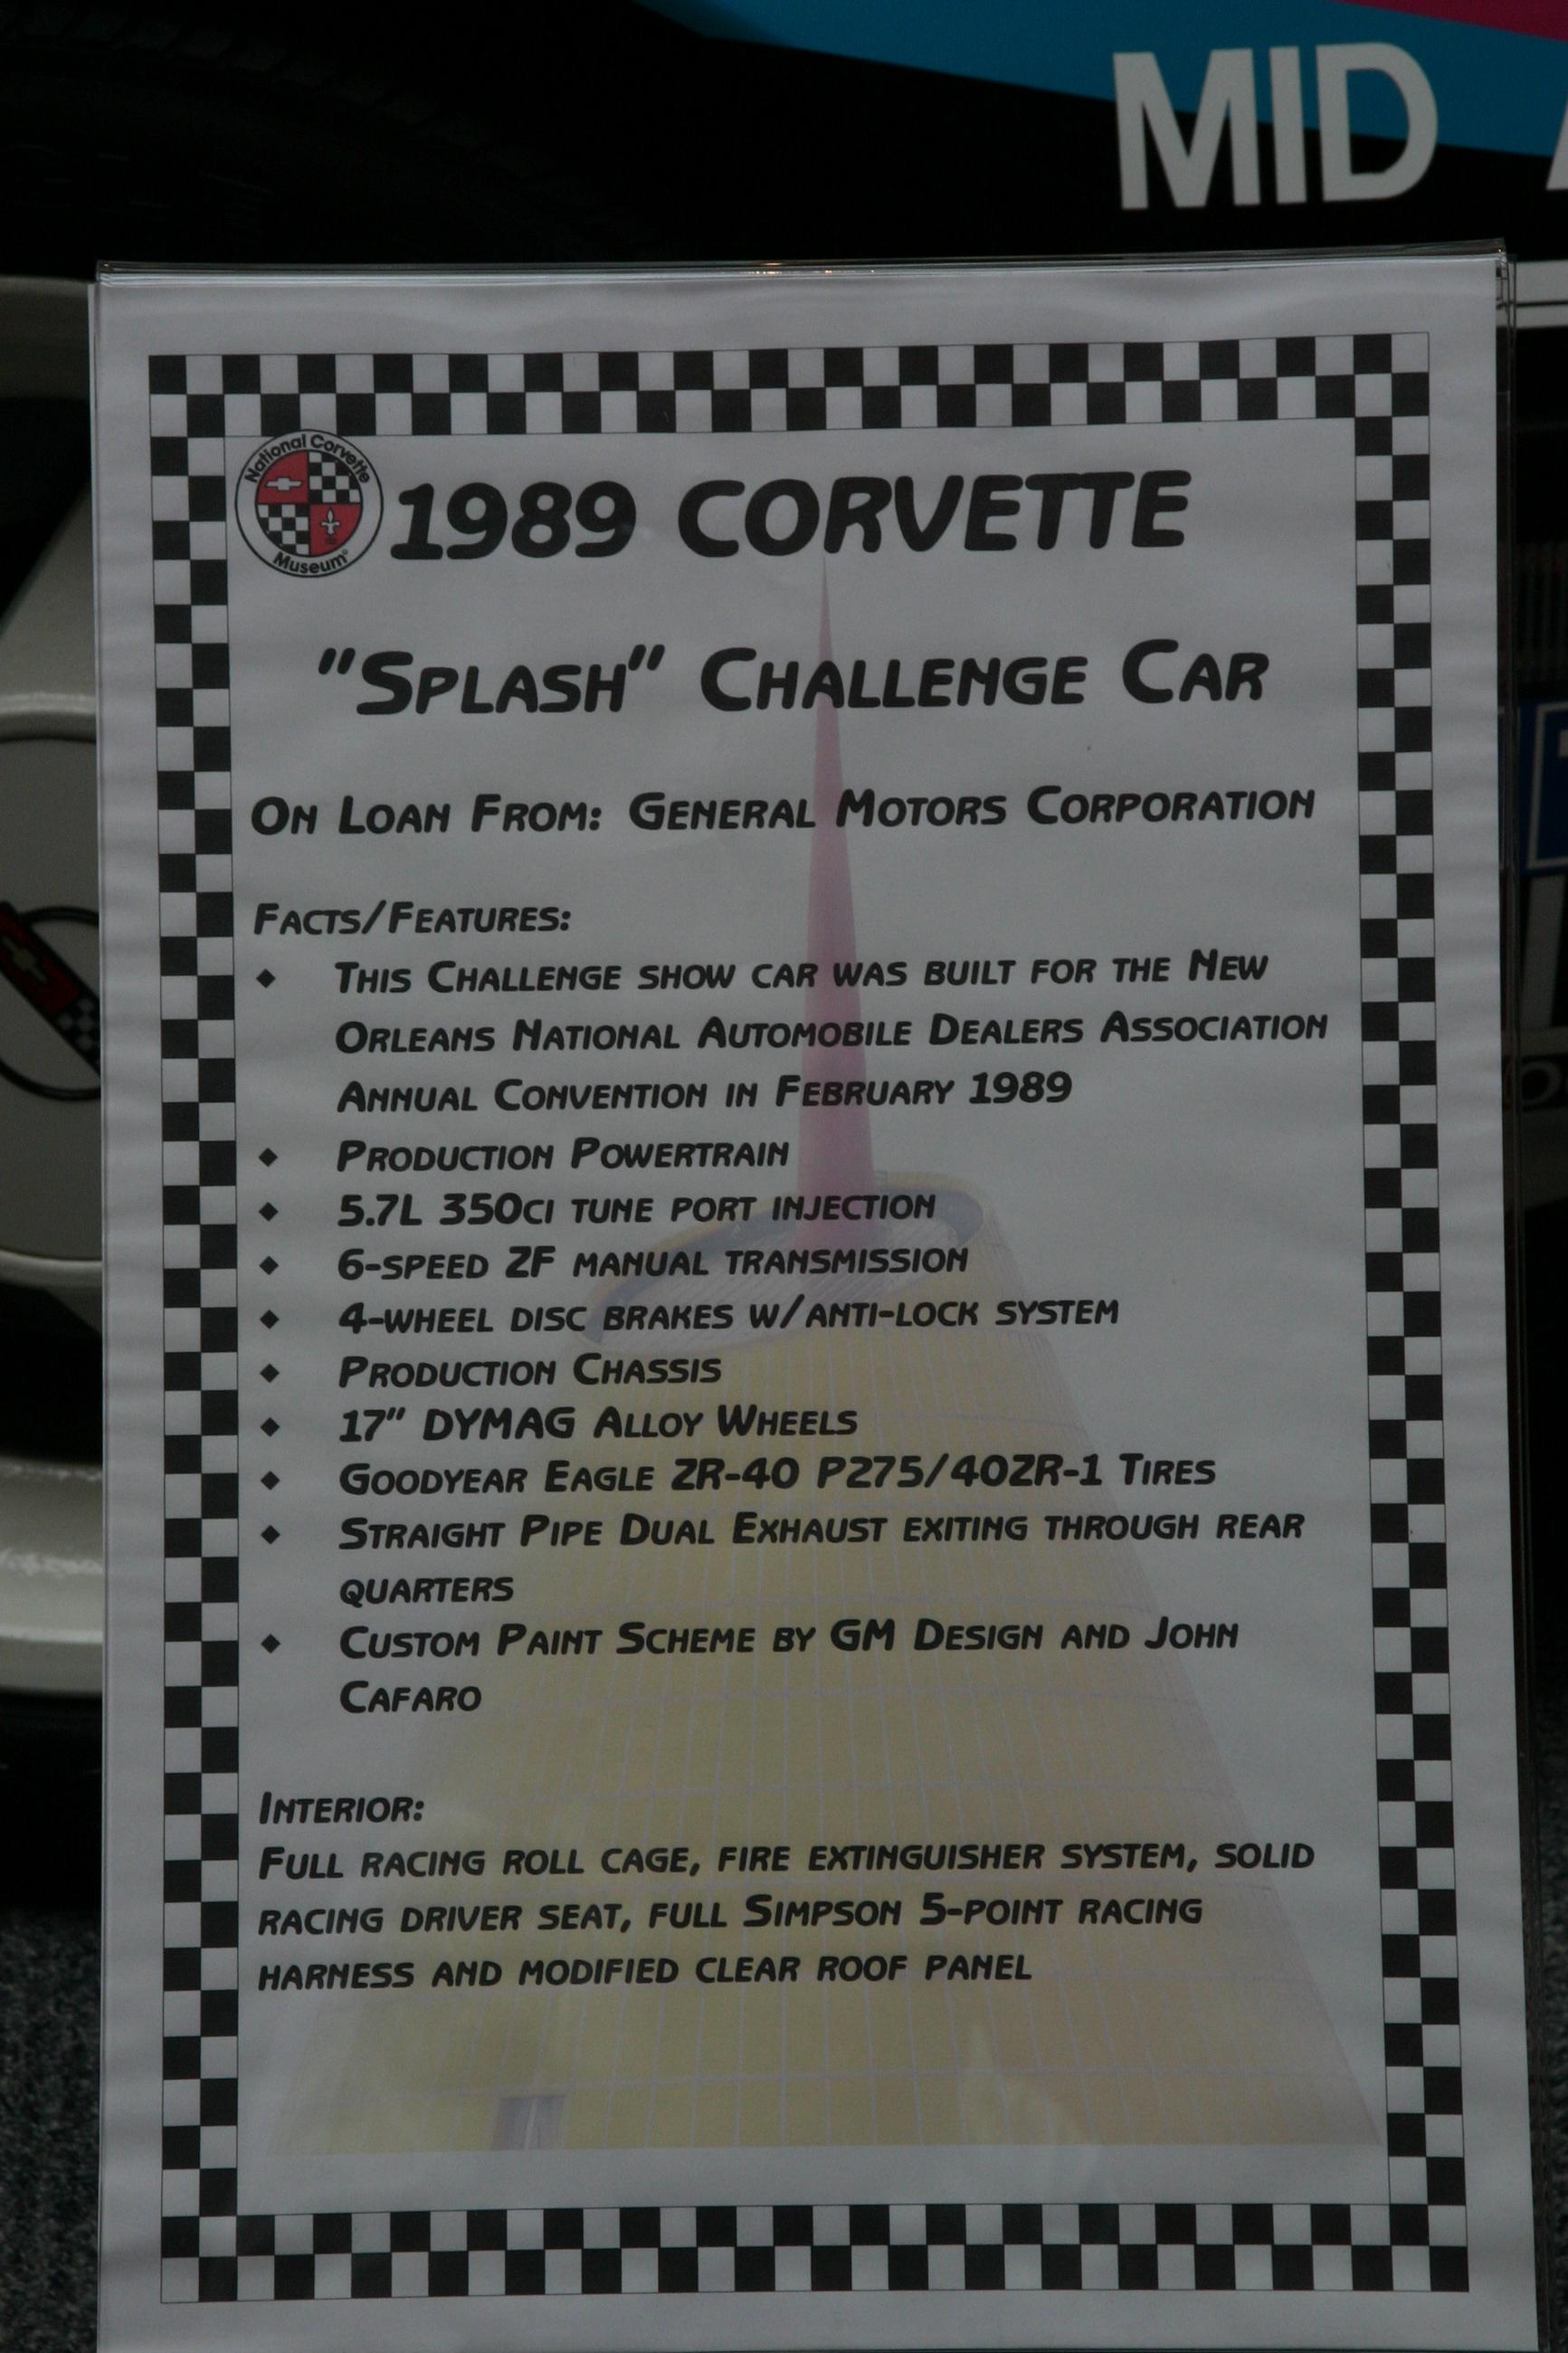 MID
National Corvette
Museum
1989 CORVETTE
"SPLASH" CHALLENGE CAR
ON LOAN FROM: GENERAL MOTORS CORPORATION
FACTS/FEATURES:
◆ THIS CHALLENGE SHOW CAR WAS BUILT FOR THE NEW
ORLEANS NATIONAL AUTOMOBILE DEALERS ASSOCIATION
ANNUAL CONVENTION IN FEBRUARY 1989
◆ PRODUCTION POWERTRAIN
◆ 5.7L 350CI TUNE PORT INJECTION
◆ 6-SPEED ZF MANUAL TRANSMISSION
◆ 4-WHEEL DISC BRAKES W/ANTI-LOCK SYSTEM
◆ PRODUCTION CHASSIS
◆ 17" DYMAG ALLOY WHEELS
◆ GOODYEAR EAGLE ZR-40 P275/40ZR-1 TIRES
◆ STRAIGHT PIPE DUAL EXHAUST EXITING THROUGH REAR
QUARTERS
◆ CUSTOM PAINT SCHEME BY GM DESIGN AND JOHN
CAFARO
INTERIOR:
FULL RACING ROLL CAGE, FIRE EXTINGUISHER SYSTEM, SOLID
RACING DRIVER SEAT, FULL SIMPSON 5-POINT RACING
HARNESS AND MODIFIED CLEAR ROOF PANEL